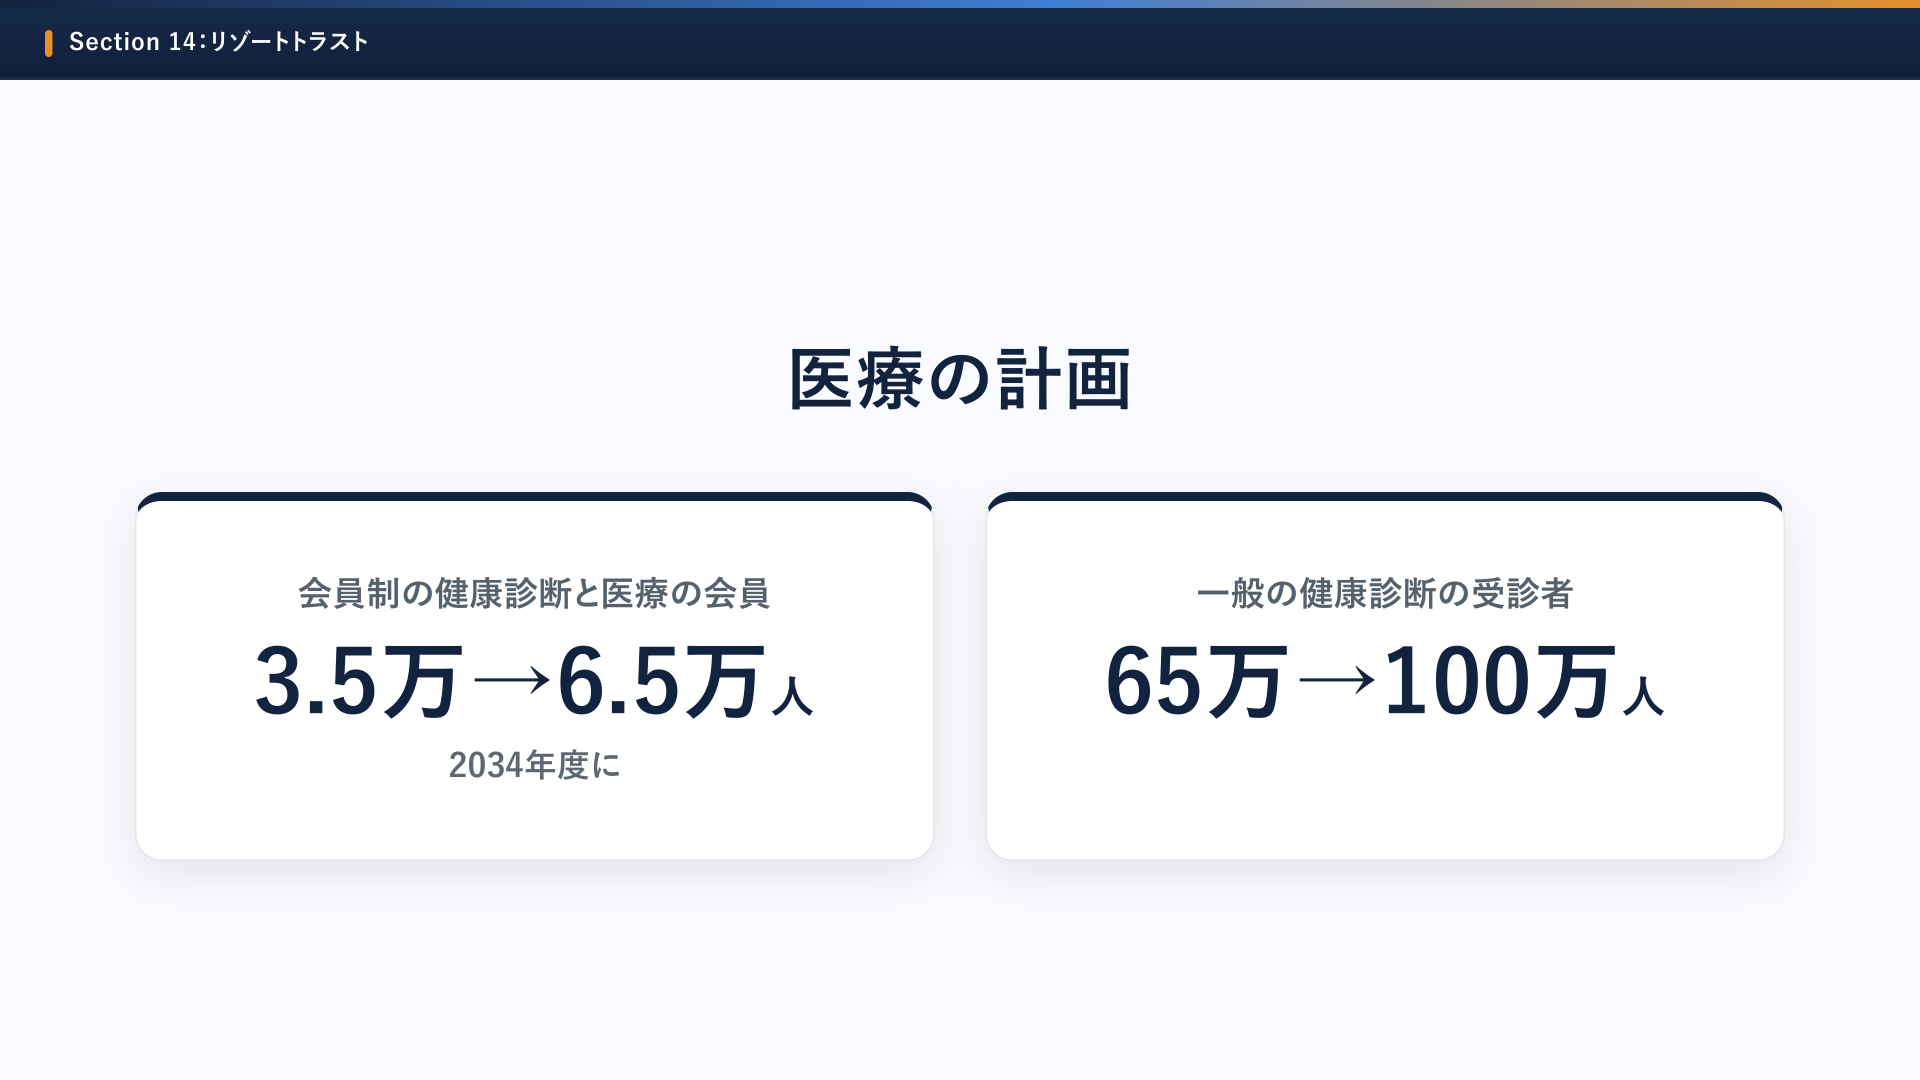 Section 14：リゾートトラスト
医療の計画
会員制の健康診断と医療の会員
3.5万→6.5万人
2034年度に
一般の健康診断の受診者
65万→100万人